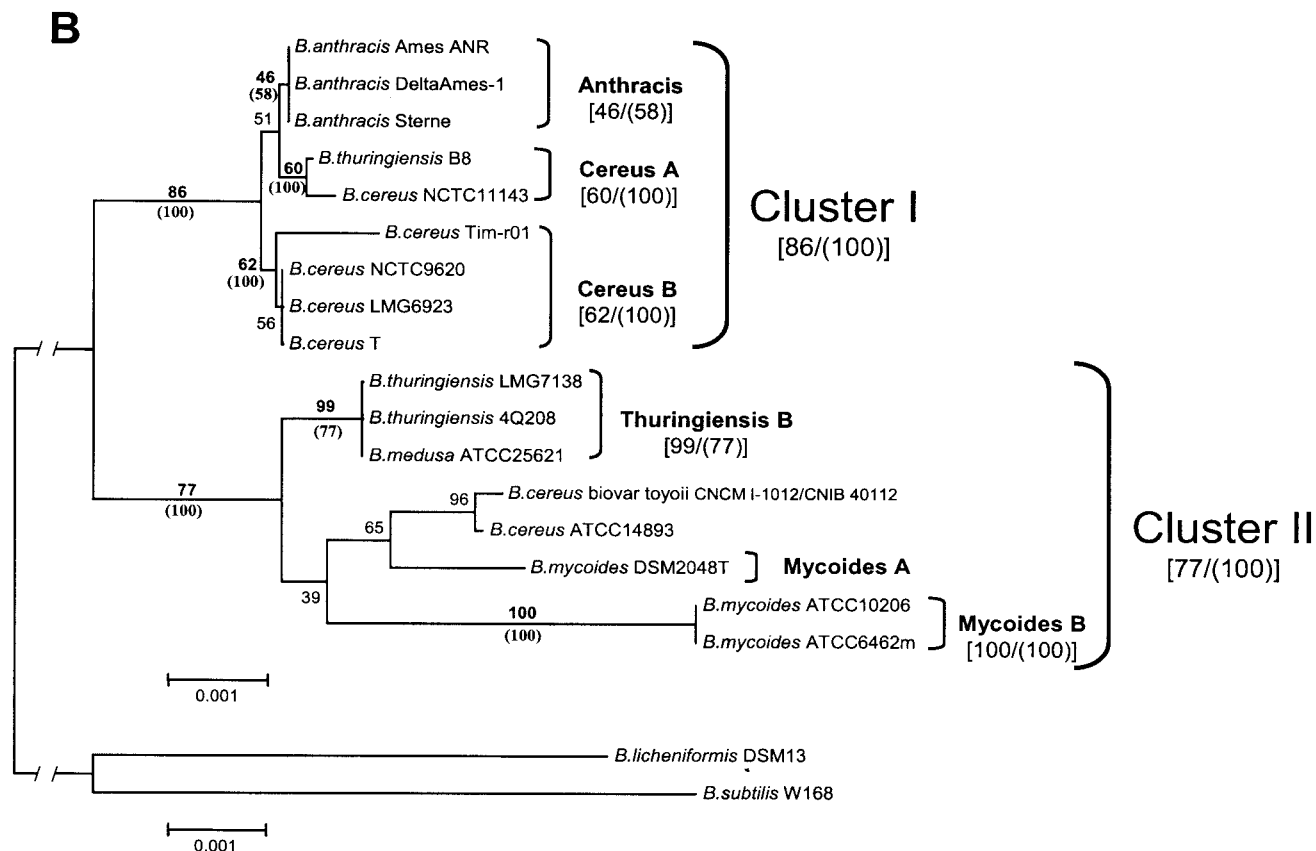 B
B.anthracis Ames ANR
B.anthracis DeltaAmes-1
B.anthracis Sterne
46
(58)
51
Anthracis
[46/(58)]
B.thuringiensis B8
B.cereus NCTC11143
60
(100)
Cereus A
[60/(100)]
86
(100)
Cluster I
[86/(100)]
B.cereus Tim-r01
B.cereus NCTC9620
B.cereus LMG6923
B.cereus T
62
(100)
56
Cereus B
[62/(100)]
B.thuringiensis LMG7138
B.thuringiensis 4Q208
B.medusa ATCC25621
99
(77)
Thuringiensis B
[99/(77)]
77
(100)
B.cereus biovar toyoii CNCM I-1012/CNIB 40112
96
B.cereus ATCC14893
65
B.mycoides DSM2048T
Mycoides A
Cluster II
[77/(100)]
39
B.mycoides ATCC10206
B.mycoides ATCC6462m
100
(100)
Mycoides B
[100/(100)]
0.001
B.licheniformis DSM13
B.subtilis W168
0.001